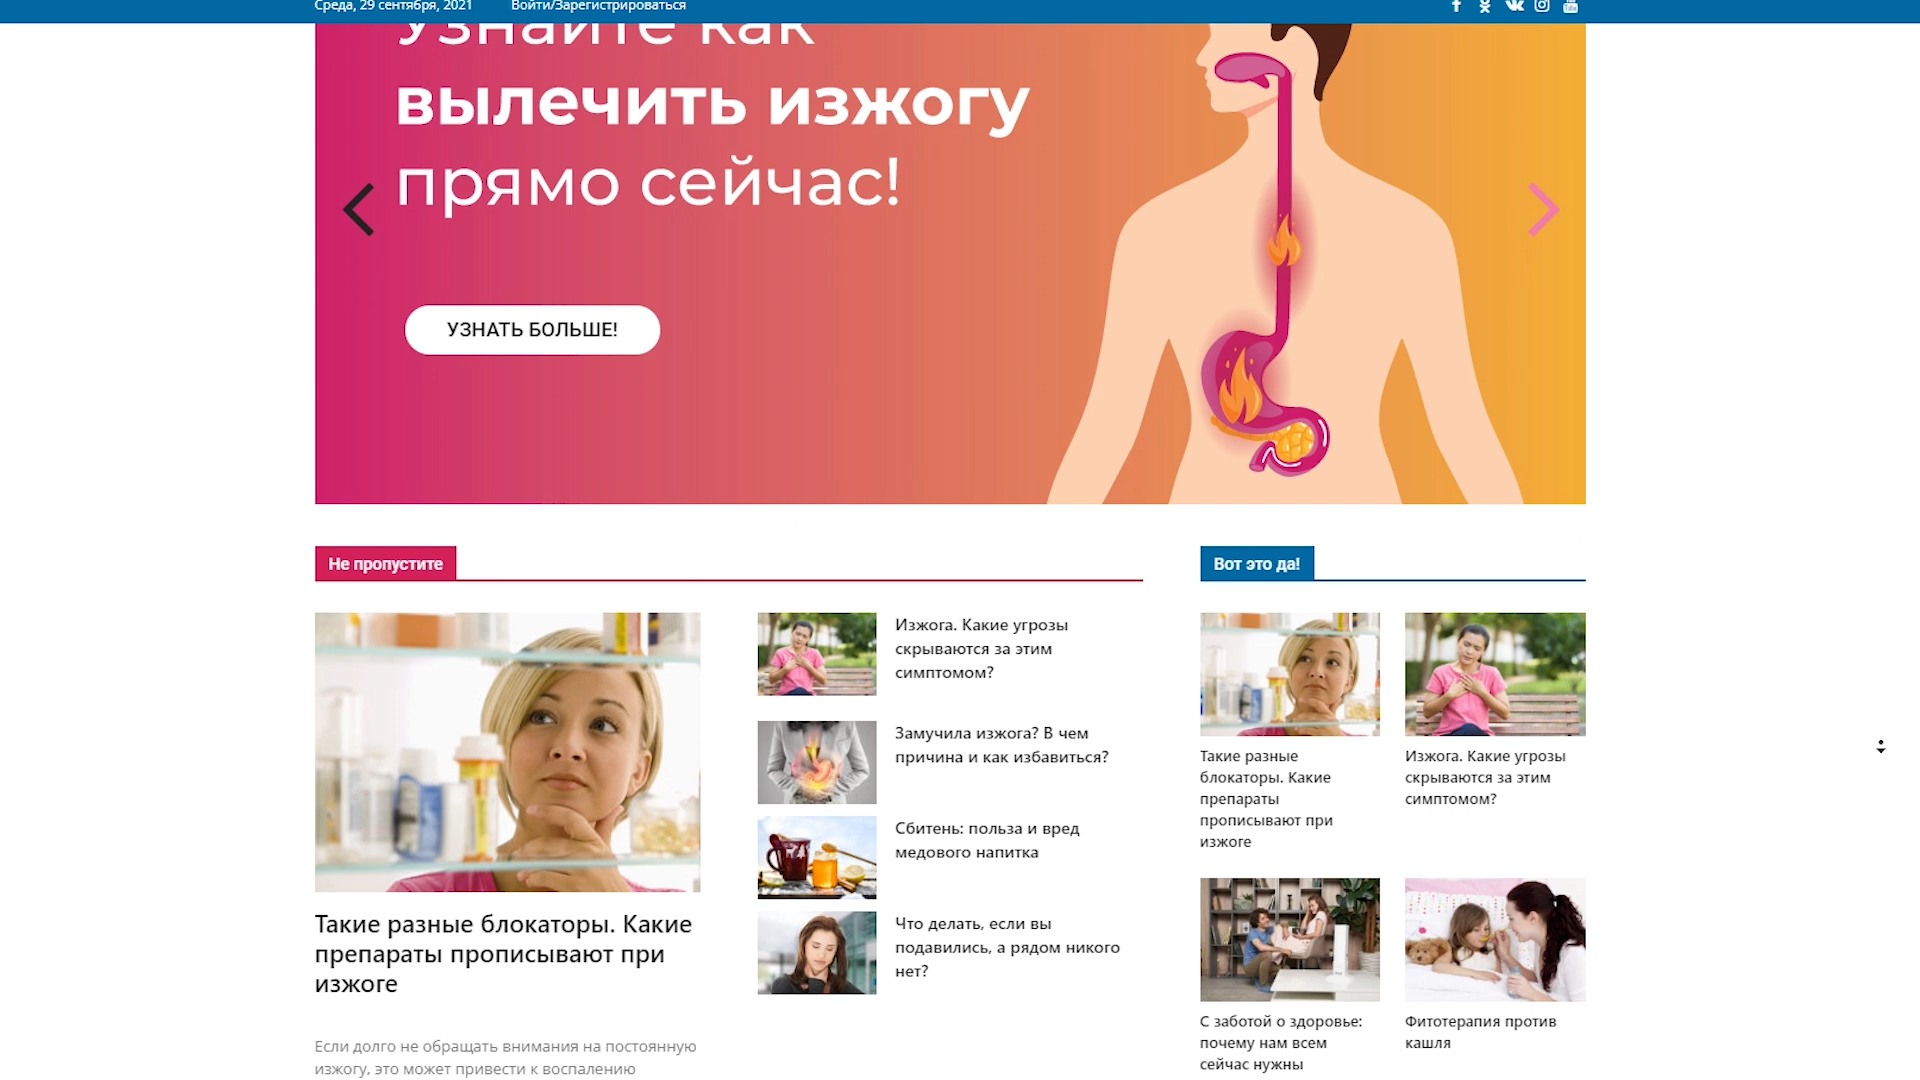 Среда, 29 сентября, 2021
Войти/Зарегистрироваться
Узнайте как
вылечить изжогу
прямо сейчас!
УЗНАТЬ БОЛЬШЕ!
Не пропустите
Такие разные блокаторы. Какие
препараты прописывают при
изжоге
Если долго не обращать внимания на постоянную
изжогу, это может привести к воспалению
Изжога. Какие угрозы
скрываются за этим
симптомом?
Замучила изжога? В чем
причина и как избавиться?
Сбитень: польза и вред
медового напитка
Что делать, если вы
подавились, а рядом никого
нет?
Вот это да!
Такие разные
блокаторы. Какие
препараты
прописывают при
изжоге
Изжога. Какие угрозы
скрываются за этим
симптомом?
С заботой о здоровье:
почему нам всем
сейчас нужны
Фитотерапия против
кашля